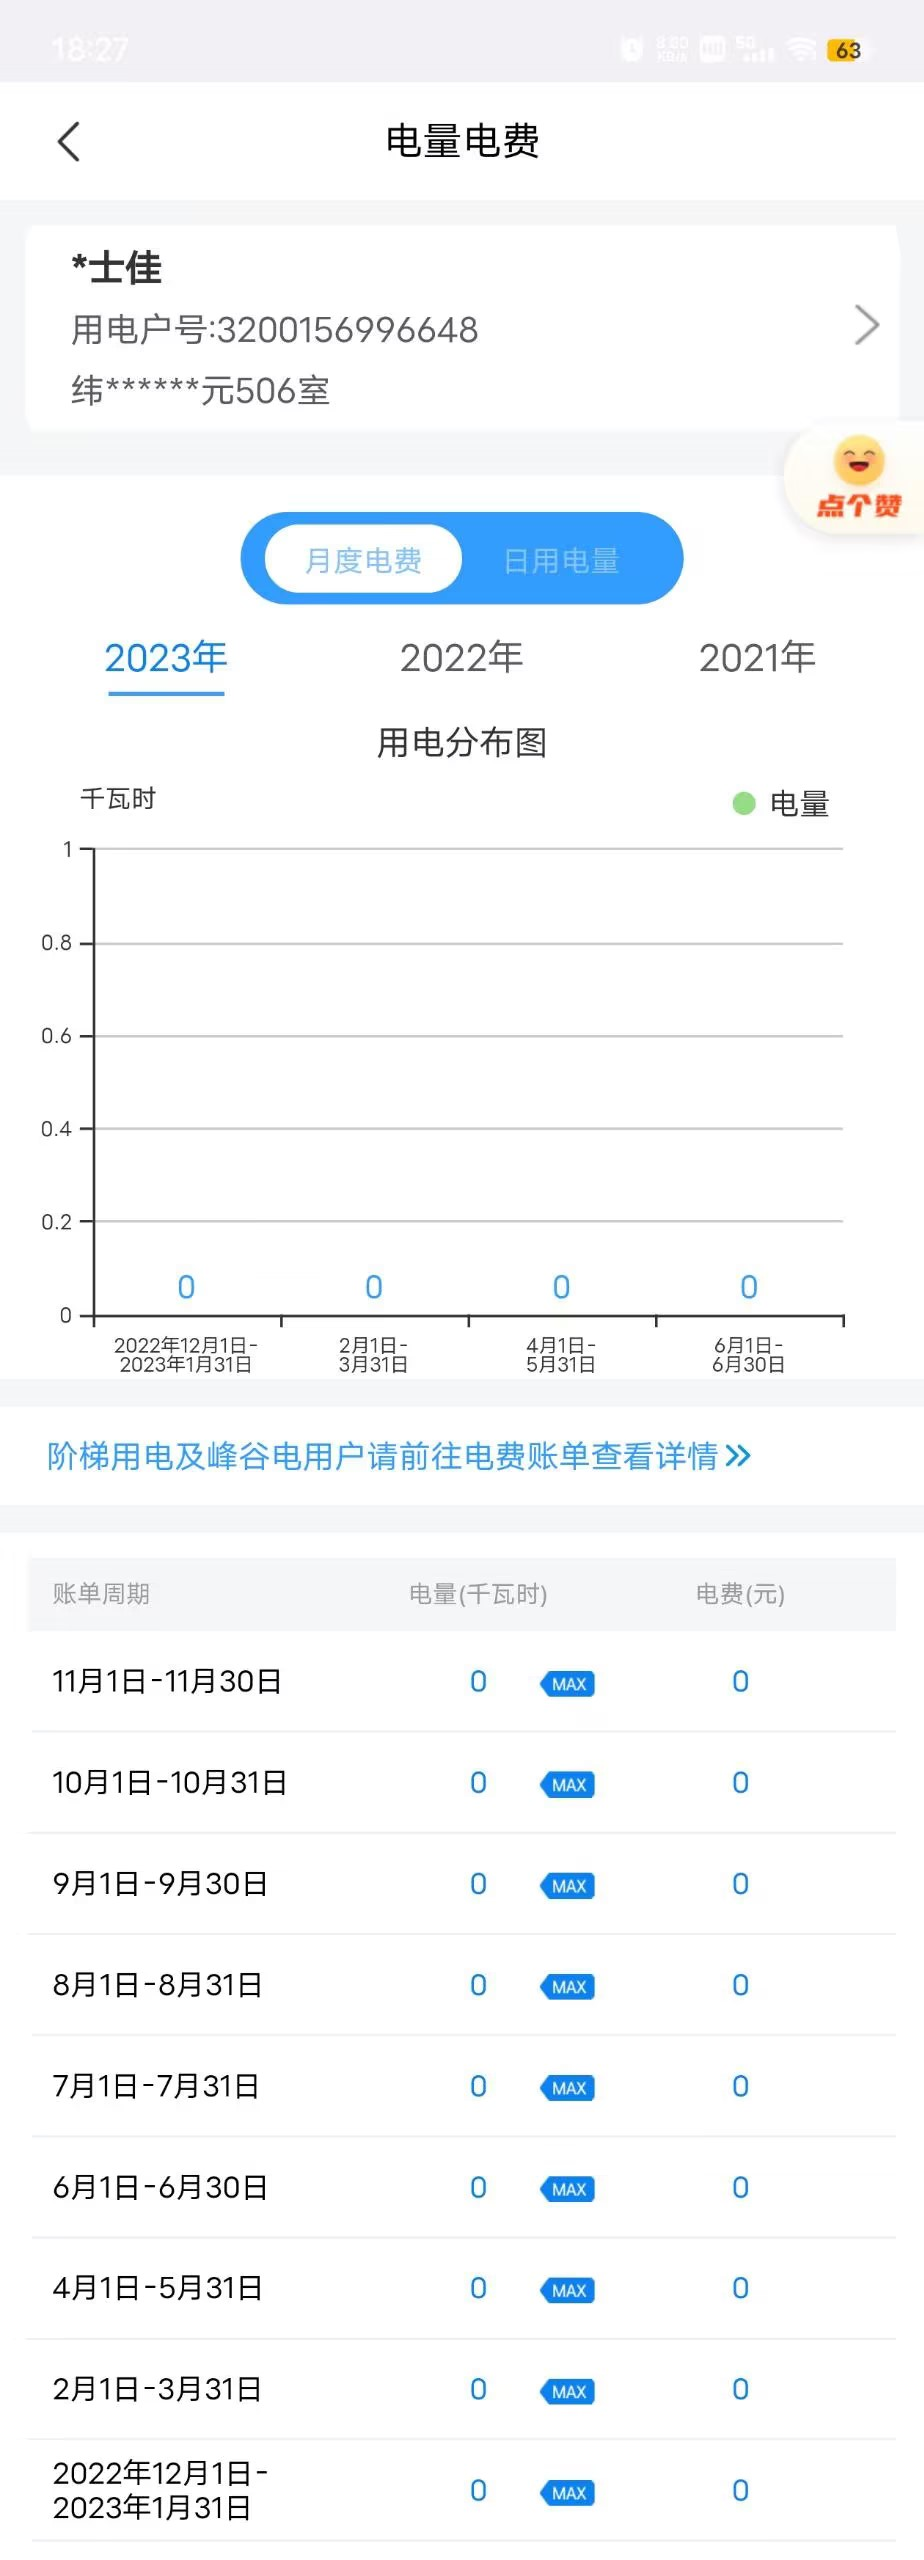 18:27
8.00
KB/s
HD
5G
63
电量电费
*士佳
用电户号:3200156996648
纬******元506室
点个赞
月度电费 日用电量
2023年 2022年 2021年
用电分布图
千瓦时
电量
1
0.8
0.6
0.4
0.2
0
0 0 0 0
2022年12月1日-
2023年1月31日
2月1日-
3月31日
4月1日-
5月31日
6月1日-
6月30日
阶梯用电及峰谷电用户请前往电费账单查看详情
账单周期 电量(千瓦时) 电费(元)
11月1日-11月30日 0 MAX 0
10月1日-10月31日 0 MAX 0
9月1日-9月30日 0 MAX 0
8月1日-8月31日 0 MAX 0
7月1日-7月31日 0 MAX 0
6月1日-6月30日 0 MAX 0
4月1日-5月31日 0 MAX 0
2月1日-3月31日 0 MAX 0
2022年12月1日-
2023年1月31日 0 MAX 0